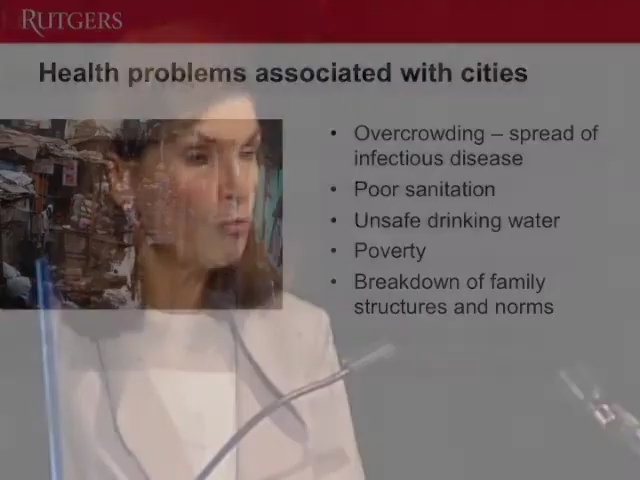 RUTGERS
Health problems associated with cities
• Overcrowding – spread of
infectious disease
• Poor sanitation
• Unsafe drinking water
• Poverty
• Breakdown of family
structures and norms